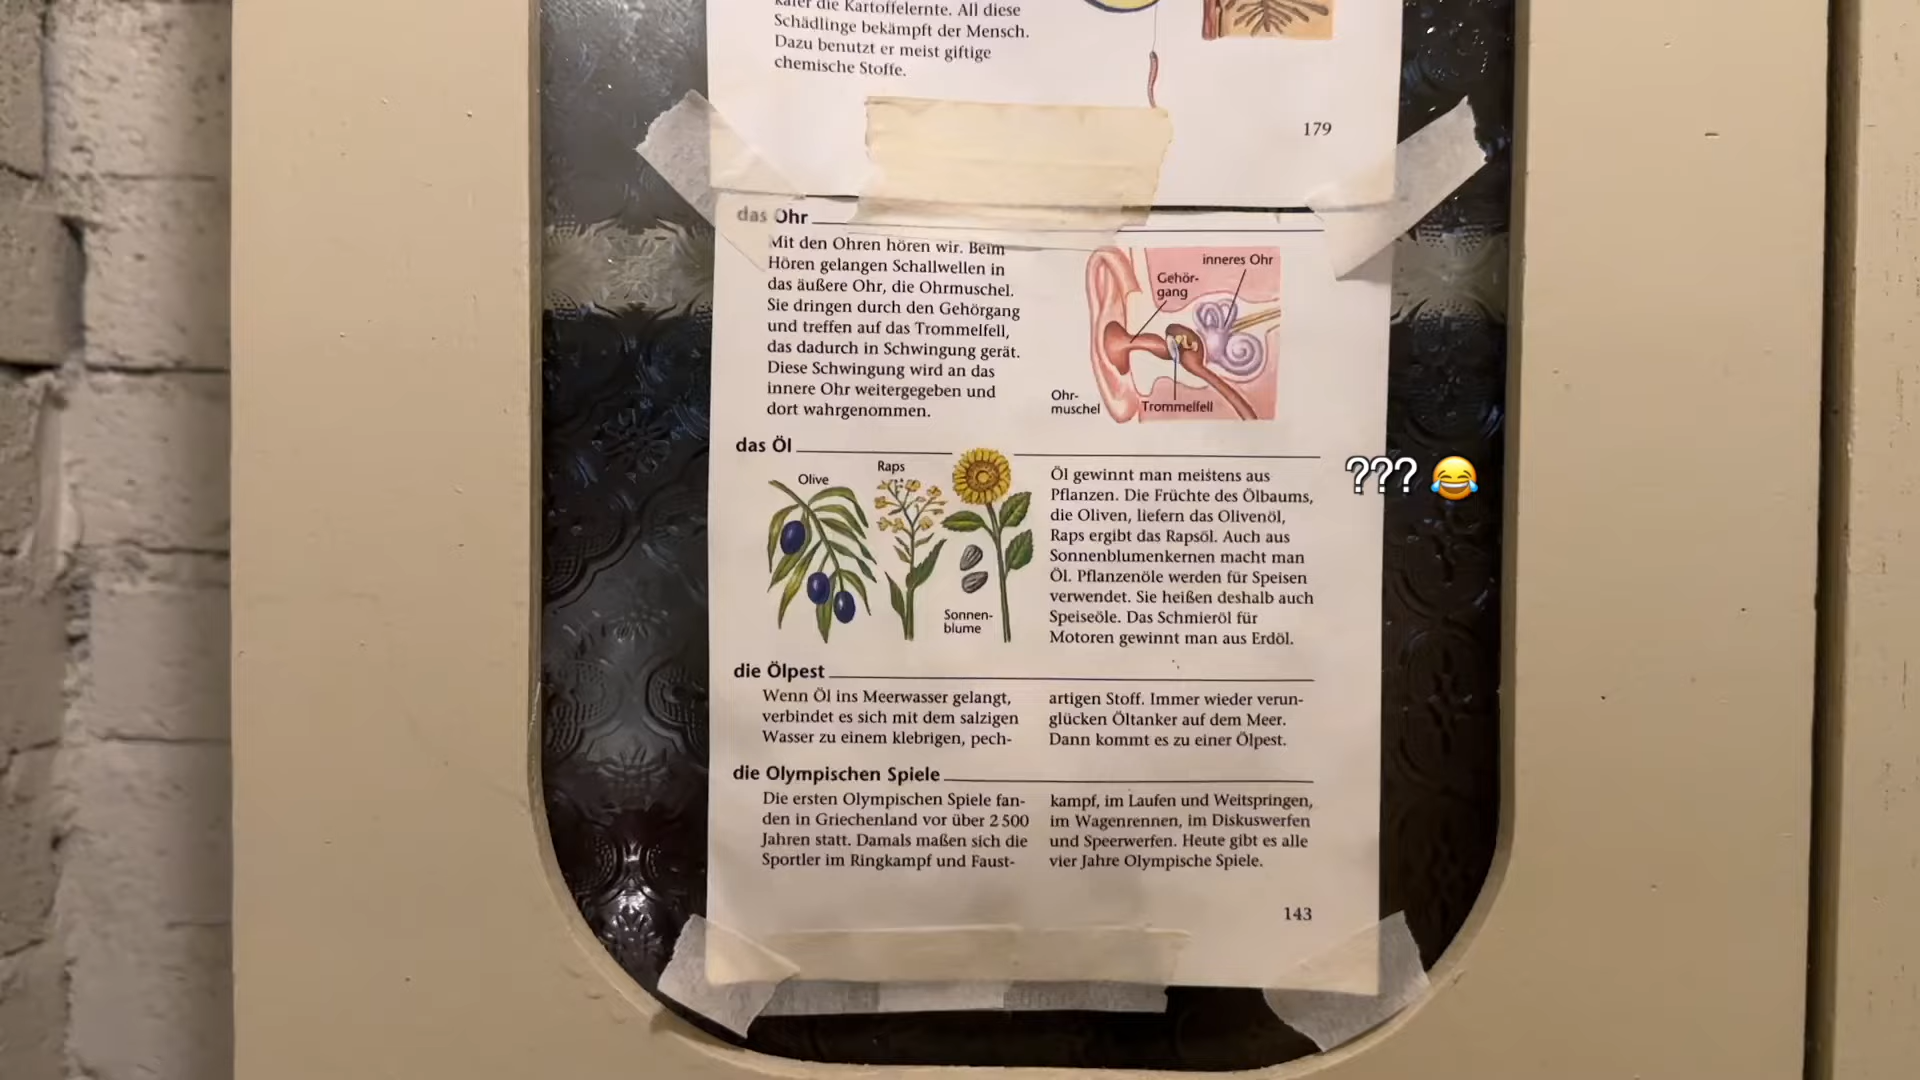 käfer die Kartoffelernte. All diese
Schädlinge bekämpft der Mensch.
Dazu benutzt er meist giftige
chemische Stoffe.
179
das Ohr
Mit den Ohren hören wir. Beim
Hören gelangen Schallwellen in
das äußere Ohr, die Ohrmuschel.
Sie dringen durch den Gehörgang
und treffen auf das Trommelfell,
das dadurch in Schwingung gerät.
Diese Schwingung wird an das
innere Ohr weitergegeben und
dort wahrgenommen.
inneres Ohr
Gehör-
gang
Ohr-
muschel
Trommelfell
das Öl
Olive
Raps
Sonnen-
blume
Öl gewinnt man meistens aus
Pflanzen. Die Früchte des Ölbaums,
die Oliven, liefern das Olivenöl,
Raps ergibt das Rapsöl. Auch aus
Sonnenblumenkernen macht man
Öl. Pflanzenöle werden für Speisen
verwendet. Sie heißen deshalb auch
Speiseöle. Das Schmieröl für
Motoren gewinnt man aus Erdöl.
??? 😂
die Ölpest
Wenn Öl ins Meerwasser gelangt,
verbindet es sich mit dem salzigen
Wasser zu einem klebrigen, pech-
artigen Stoff. Immer wieder verun-
glücken Öltanker auf dem Meer.
Dann kommt es zu einer Ölpest.
die Olympischen Spiele
Die ersten Olympischen Spiele fan-
den in Griechenland vor über 2 500
Jahren statt. Damals maßen sich die
Sportler im Ringkampf und Faust-
kampf, im Laufen und Weitspringen,
im Wagenrennen, im Diskuswerfen
und Speerwerfen. Heute gibt es alle
vier Jahre Olympische Spiele.
143